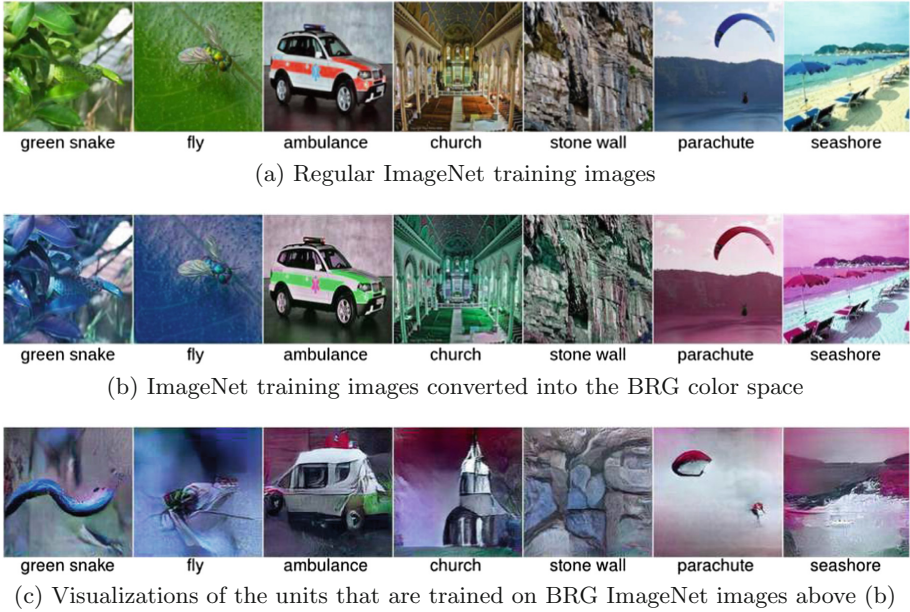 green snake fly ambulance church stone wall parachute seashore
(a) Regular ImageNet training images
green snake fly ambulance church stone wall parachute seashore
(b) ImageNet training images converted into the BRG color space
green snake fly ambulance church stone wall parachute seashore
(c) Visualizations of the units that are trained on BRG ImageNet images above (b)